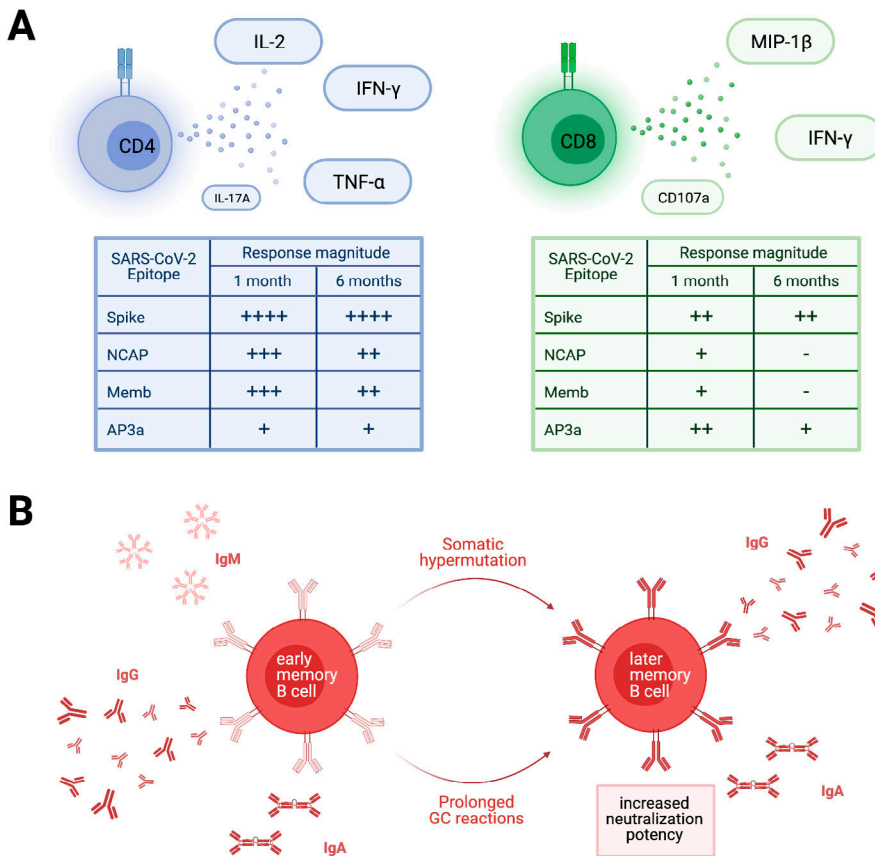 A
IL-2
IFN-γ
TNF-α
IL-17A
CD4
MIP-1β
IFN-γ
CD107a
CD8
SARS-CoV-2 Epitope Response magnitude
1 month 6 months
Spike ++++ ++++
NCAP +++ ++
Memb +++ ++
AP3a + +
SARS-CoV-2 Epitope Response magnitude
1 month 6 months
Spike ++ ++
NCAP + -
Memb + -
AP3a ++ +
B
IgM
IgG
IgA
early
memory
B cell
Somatic
hypermutation
Prolonged
GC reactions
later
memory
B cell
IgG
IgA
increased
neutralization
potency